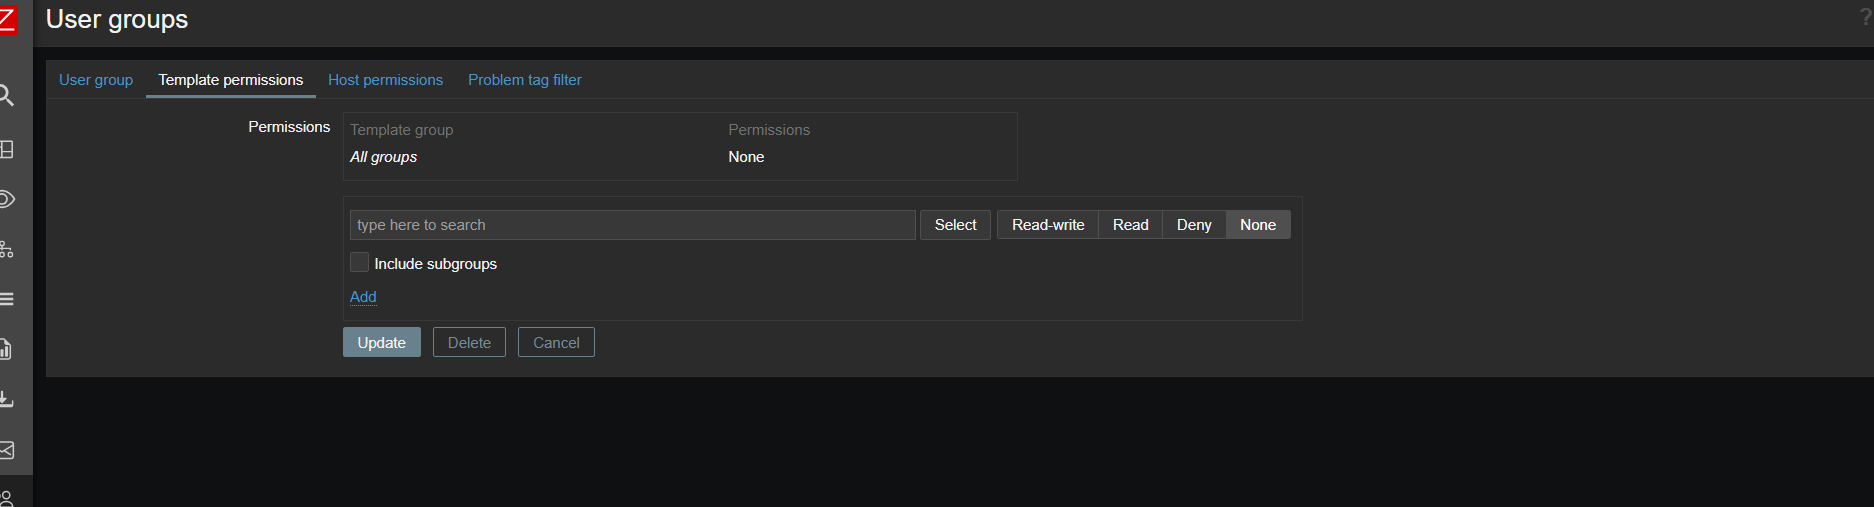 Z
User groups
?
User group Template permissions Host permissions Problem tag filter
Permissions
Template group Permissions
All groups None
type here to search Select Read-write Read Deny None
Include subgroups
Add
Update Delete Cancel